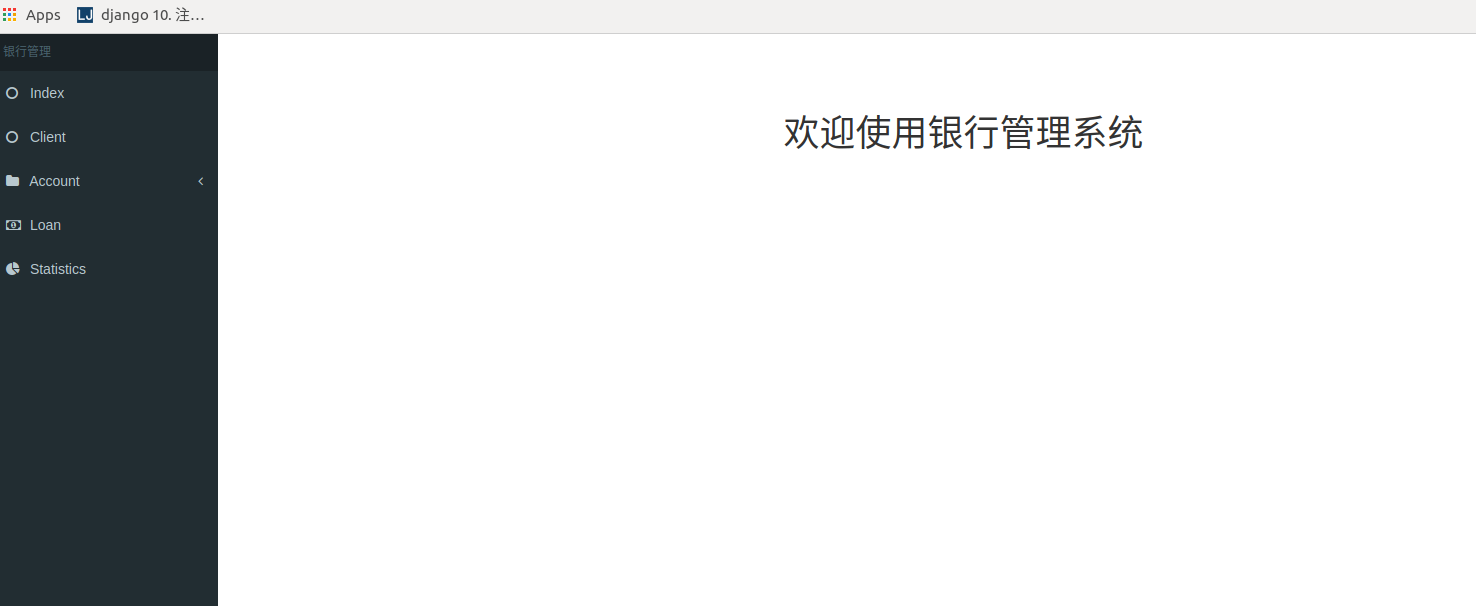 Apps LJ django 10. 注…
银行管理
Index
Client
Account
Loan
Statistics
欢迎使用银行管理系统